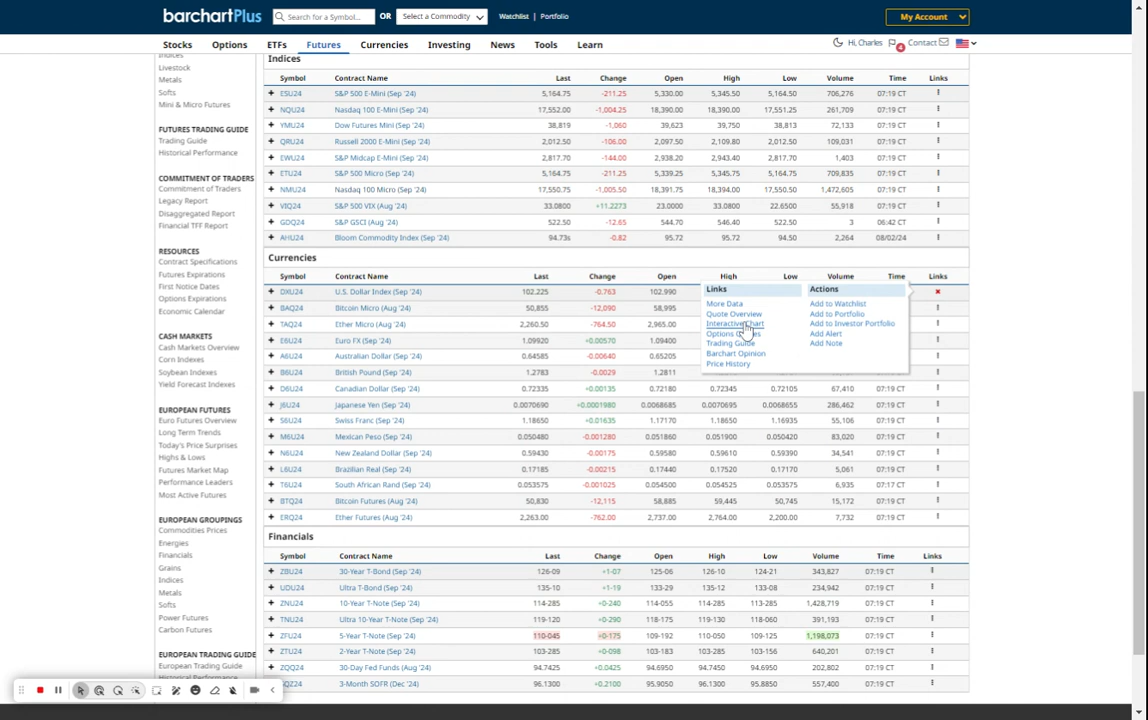 barchartPlus Search for a Symbol... OR Select a Commodity Watchlist | Portfolio My Account
Stocks Options ETFs Futures Currencies Investing News Tools Learn Hi, Charles 4 Contact
Indices
Livestock
Metals
Softs
Mini & Micro Futures
FUTURES TRADING GUIDE
Trading Guide
Historical Performance
COMMITMENT OF TRADERS
Commitment of Traders
Legacy Report
Disaggregated Report
Financial TFF Report
RESOURCES
Contract Specifications
Futures Expirations
First Notice Dates
Options Expirations
Economic Calendar
CASH MARKETS
Cash Markets Overview
Corn Indexes
Soybean Indexes
Yield Forecast Indexes
EUROPEAN FUTURES
Euro Futures Overview
Long Term Trends
Today's Price Surprises
Highs & Lows
Futures Market Map
Performance Leaders
Most Active Futures
EUROPEAN GROUPINGS
Commodities Prices
Energies
Financials
Grains
Indices
Metals
Softs
Power Futures
Carbon Futures
EUROPEAN TRADING GUIDE
European Trading Guide
Indices
Symbol Contract Name Last Change Open High Low Volume Time Links
ESU24 S&P 500 E-Mini (Sep '24) 5,164.75 -211.25 5,330.00 5,345.50 5,164.50 706,276 07:19 CT
NQU24 Nasdaq 100 E-Mini (Sep '24) 17,552.00 -1,004.25 18,390.00 18,390.00 17,551.25 261,709 07:19 CT
YMU24 Dow Futures Mini (Sep '24) 38,819 -1,060 39,623 39,750 38,813 72,133 07:19 CT
QRU24 Russell 2000 E-Mini (Sep '24) 2,012.50 -106.00 2,097.50 2,109.80 2,012.50 109,031 07:19 CT
EWU24 S&P Midcap E-Mini (Sep '24) 2,817.70 -144.00 2,938.20 2,943.40 2,817.70 1,403 07:19 CT
ETU24 S&P 500 Micro (Sep '24) 5,164.75 -211.25 5,339.25 5,345.75 5,164.75 709,835 07:19 CT
NMU24 Nasdaq 100 Micro (Sep '24) 17,550.75 -1,005.50 18,391.75 18,394.00 17,550.50 1,472,605 07:19 CT
VIQ24 S&P 500 VIX (Aug '24) 33.0800 +11.2273 23.0000 33.0800 22.6500 55,918 07:19 CT
GDQ24 S&P GSCI (Aug '24) 522.50 -12.65 544.70 546.40 522.50 3 06:42 CT
AHU24 Bloom Commodity Index (Sep '24) 94.73s -0.82 95.72 95.72 94.50 2,264 08/02/24
Currencies
Symbol Contract Name Last Change Open High Low Volume Time Links
DXU24 U.S. Dollar Index (Sep '24) 102.225 -0.763 102.990
BAQ24 Bitcoin Micro (Aug '24) 50,855 -12,090 58,995
TAQ24 Ether Micro (Aug '24) 2,260.50 -764.50 2,965.00
E6U24 Euro FX (Sep '24) 1.09920 +0.00570 1.09400
A6U24 Australian Dollar (Sep '24) 0.64585 -0.00640 0.65205
B6U24 British Pound (Sep '24) 1.2783 -0.0029 1.2811
D6U24 Canadian Dollar (Sep '24) 0.72335 +0.00135 0.72180 0.72345 0.72105 67,410 07:19 CT
J6U24 Japanese Yen (Sep '24) 0.0070690 +0.0001980 0.0068685 0.0070695 0.0068655 286,462 07:19 CT
S6U24 Swiss Franc (Sep '24) 1.18650 +0.01635 1.17170 1.18650 1.16935 55,106 07:19 CT
M6U24 Mexican Peso (Sep '24) 0.050480 -0.001280 0.051860 0.051900 0.050420 83,020 07:19 CT
N6U24 New Zealand Dollar (Sep '24) 0.59430 -0.00175 0.59580 0.59610 0.59390 34,541 07:19 CT
L6U24 Brazilian Real (Sep '24) 0.17185 -0.00215 0.17440 0.17520 0.17170 5,061 07:19 CT
T6U24 South African Rand (Sep '24) 0.053575 -0.001025 0.054500 0.054525 0.053575 6,935 07:17 CT
BTQ24 Bitcoin Futures (Aug '24) 50,830 -12,115 58,885 59,445 50,745 15,172 07:19 CT
ERQ24 Ether Futures (Aug '24) 2,263.00 -762.00 2,737.00 2,764.00 2,200.00 7,732 07:19 CT
Links Actions
More Data Add to Watchlist
Quote Overview Add to Portfolio
Interactive Chart Add to Investor Portfolio
Options Add Alert
Trading Guide Add Note
Barchart Opinion
Price History
Financials
Symbol Contract Name Last Change Open High Low Volume Time Links
ZBU24 30-Year T-Bond (Sep '24) 126-09 +1-07 125-06 126-10 124-21 343,827 07:19 CT
UDU24 Ultra T-Bond (Sep '24) 135-10 +1-19 133-29 135-12 133-08 234,942 07:19 CT
ZNU24 10-Year T-Note (Sep '24) 114-285 +0-240 114-055 114-285 113-285 1,428,719 07:19 CT
TNU24 Ultra 10-Year T-Note (Sep '24) 119-120 +0-290 118-175 119-130 118-060 391,193 07:19 CT
ZFU24 5-Year T-Note (Sep '24) 110-045 +0-175 109-192 110-050 109-125 1,198,073 07:19 CT
ZTU24 2-Year T-Note (Sep '24) 103-285 +0-098 103-183 103-285 103-156 640,201 07:19 CT
ZQQ24 30-Day Fed Funds (Aug '24) 94.7425 +0.0425 94.6950 94.7450 94.6950 202,802 07:19 CT
3-Month SOFR (Dec '24) 96.1300 +0.2100 95.9050 96.1300 95.8850 557,400 07:19 CT